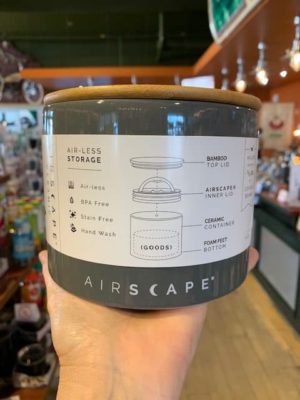 AIR-LESS
STORAGE
Air-less
BPA Free
Stain Free
Hand Wash
BAMBOO
TOP LID
AIRSCAPE®
INNER LID
CERAMIC
CONTAINER
FOAM FEET
BOTTOM
(GOODS)
AIRSCAPE®